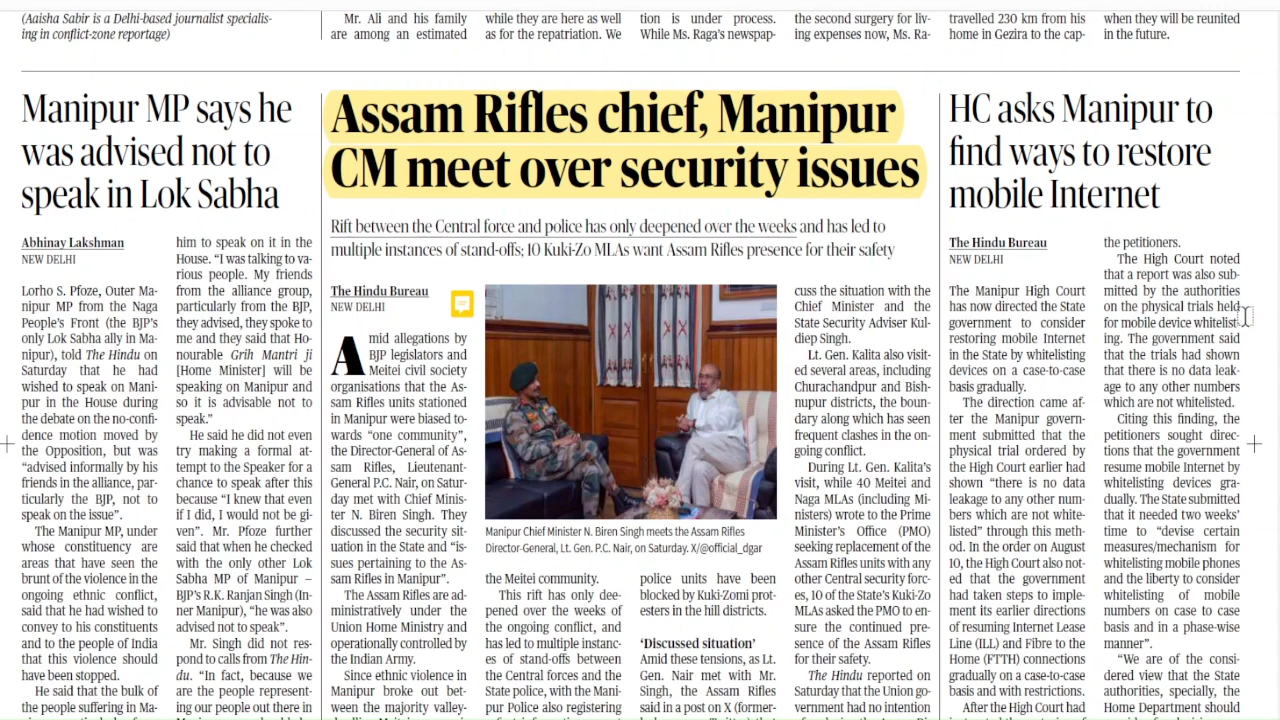 (Aaisha Sabir is a Delhi-based journalist specialis-
ing in conflict-zone reportage)
Mr. Ali and his family
are among an estimated
while they are here as well
as for the repatriation. We
tion is under process.
While Ms. Raga's newspap-
the second surgery for liv-
ing expenses now, Ms. Ra-
travelled 230 km from his
home in Gezira to the cap-
when they will be reunited
in the future.
Manipur MP says he
was advised not to
speak in Lok Sabha
Abhinay Lakshman
NEW DELHI
Lorho S. Pfoze, Outer Ma-
nipur MP from the Naga
People's Front (the BJP's
only Lok Sabha ally in Ma-
nipur), told The Hindu on
Saturday that he had
wished to speak on Mani-
pur in the House during
the debate on the no-confi-
dence motion moved by
the Opposition, but was
"advised informally by his
friends in the alliance, par-
ticularly the BJP, not to
speak on the issue".
The Manipur MP, under
whose constituency are
areas that have seen the
brunt of the violence in the
ongoing ethnic conflict,
said that he had wished to
convey to his constituents
and to the people of India
that this violence should
have been stopped.
He said that the bulk of
the people suffering in Ma-
him to speak on it in the
House. "I was talking to va-
rious people. My friends
from the alliance group,
particularly from the BJP,
they advised, they spoke to
me and they said that Ho-
nourable Grih Mantri ji
[Home Minister] will be
speaking on Manipur and
so it is advisable not to
speak."
He said he did not even
try making a formal at-
tempt to the Speaker for a
chance to speak after this
because "I knew that even
if I did, I would not be gi-
ven". Mr. Pfoze further
said that when he checked
with the only other Lok
Sabha MP of Manipur –
BJP's R.K. Ranjan Singh (In-
ner Manipur), "he was also
advised not to speak".
Mr. Singh did not res-
pond to calls from The Hin-
du. "In fact, because we
are the people represent-
ing our people out there in
Assam Rifles chief, Manipur
CM meet over security issues
Rift between the Central force and police has only deepened over the weeks and has led to
multiple instances of stand-offs; 10 Kuki-Zo MLAs want Assam Rifles presence for their safety
The Hindu Bureau
NEW DELHI
Amid allegations by
BJP legislators and
Meitei civil society
organisations that the As-
sam Rifles units stationed
in Manipur were biased to-
wards "one community",
the Director-General of As-
sam Rifles, Lieutenant-
General P.C. Nair, on Satur-
day met with Chief Minis-
ter N. Biren Singh. They
discussed the security sit-
uation in the State and "is-
sues pertaining to the As-
sam Rifles in Manipur".
The Assam Rifles are ad-
ministratively under the
Union Home Ministry and
operationally controlled by
the Indian Army.
Since ethnic violence in
Manipur broke out bet-
ween the majority valley-
Manipur Chief Minister N. Biren Singh meets the Assam Rifles
Director-General, Lt. Gen. P.C. Nair, on Saturday. X/@official_dgar
the Meitei community.
This rift has only dee-
pened over the weeks of
the ongoing conflict, and
has led to multiple instanc-
es of stand-offs between
the Central forces and the
State police, with the Mani-
pur Police also registering
police units have been
blocked by Kuki-Zomi prot-
esters in the hill districts.
'Discussed situation'
Amid these tensions, as Lt.
Gen. Nair met with Mr.
Singh, the Assam Rifles
said in a post on X (former-
cuss the situation with the
Chief Minister and the
State Security Adviser Kul-
diep Singh.
Lt. Gen. Kalita also visit-
ed several areas, including
Churachandpur and Bish-
nupur districts, the boun-
dary along which has seen
frequent clashes in the on-
going conflict.
During Lt. Gen. Kalita's
visit, while 40 Meitei and
Naga MLAs (including Mi-
nisters) wrote to the Prime
Minister's Office (PMO)
seeking replacement of the
Assam Rifles units with any
other Central security forc-
es, 10 of the State's Kuki-Zo
MLAs asked the PMO to en-
sure the continued pre-
sence of the Assam Rifles
for their safety.
The Hindu reported on
Saturday that the Union go-
vernment had no intention
HC asks Manipur to
find ways to restore
mobile Internet
The Hindu Bureau
NEW DELHI
The Manipur High Court
has now directed the State
government to consider
restoring mobile Internet
in the State by whitelisting
devices on a case-to-case
basis gradually.
The direction came af-
ter the Manipur govern-
ment submitted that the
physical trial ordered by
the High Court earlier had
shown "there is no data
leakage to any other num-
bers which are not white-
listed" through this meth-
od. In the order on August
10, the High Court also not-
ed that the government
had taken steps to imple-
ment its earlier directions
of resuming Internet Lease
Line (ILL) and Fibre to the
Home (FTTH) connections
gradually on a case-to-case
basis and with restrictions.
After the High Court had
the petitioners.
The High Court noted
that a report was also sub-
mitted by the authorities
on the physical trials held
for mobile device whitelist-
ing. The government said
that the trials had shown
that there is no data leak-
age to any other numbers
which are not whitelisted.
Citing this finding, the
petitioners sought direc-
tions that the government
resume mobile Internet by
whitelisting devices gra-
dually. The State submitted
that it needed two weeks'
time to "devise certain
measures/mechanism for
whitelisting mobile phones
and the liberty to consider
whitelisting of mobile
numbers on case to case
basis and in a phase-wise
manner".
"We are of the consi-
dered view that the State
authorities, specially, the
Home Department should